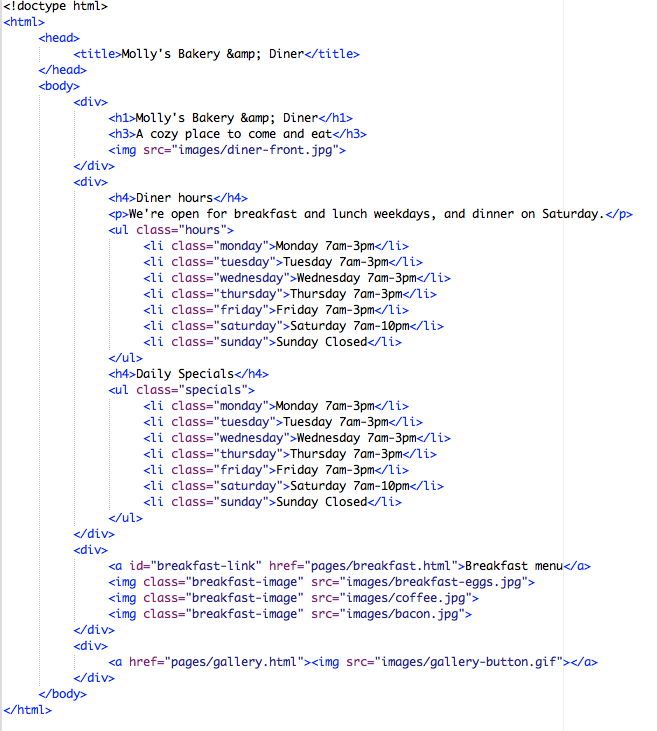 <!doctype html>
<html>
<head>
<title>Molly's Bakery &amp; Diner</title>
</head>
<body>
<div>
<h1>Molly's Bakery &amp; Diner</h1>
<h3>A cozy place to come and eat</h3>
<img src="images/diner-front.jpg">
</div>
<div>
<h4>Diner hours</h4>
<p>We're open for breakfast and lunch weekdays, and dinner on Saturday.</p>
<ul class="hours">
<li class="monday">Monday 7am-3pm</li>
<li class="tuesday">Tuesday 7am-3pm</li>
<li class="wednesday">Wednesday 7am-3pm</li>
<li class="thursday">Thursday 7am-3pm</li>
<li class="friday">Friday 7am-3pm</li>
<li class="saturday">Saturday 7am-10pm</li>
<li class="sunday">Sunday Closed</li>
</ul>
<h4>Daily Specials</h4>
<ul class="specials">
<li class="monday">Monday 7am-3pm</li>
<li class="tuesday">Tuesday 7am-3pm</li>
<li class="wednesday">Wednesday 7am-3pm</li>
<li class="thursday">Thursday 7am-3pm</li>
<li class="friday">Friday 7am-3pm</li>
<li class="saturday">Saturday 7am-10pm</li>
<li class="sunday">Sunday Closed</li>
</ul>
</div>
<div>
<a id="breakfast-link" href="pages/breakfast.html">Breakfast menu</a>
<img class="breakfast-image" src="images/breakfast-eggs.jpg">
<img class="breakfast-image" src="images/coffee.jpg">
<img class="breakfast-image" src="images/bacon.jpg">
</div>
<div>
<a href="pages/gallery.html"><img src="images/gallery-button.gif"></a>
</div>
</body>
</html>